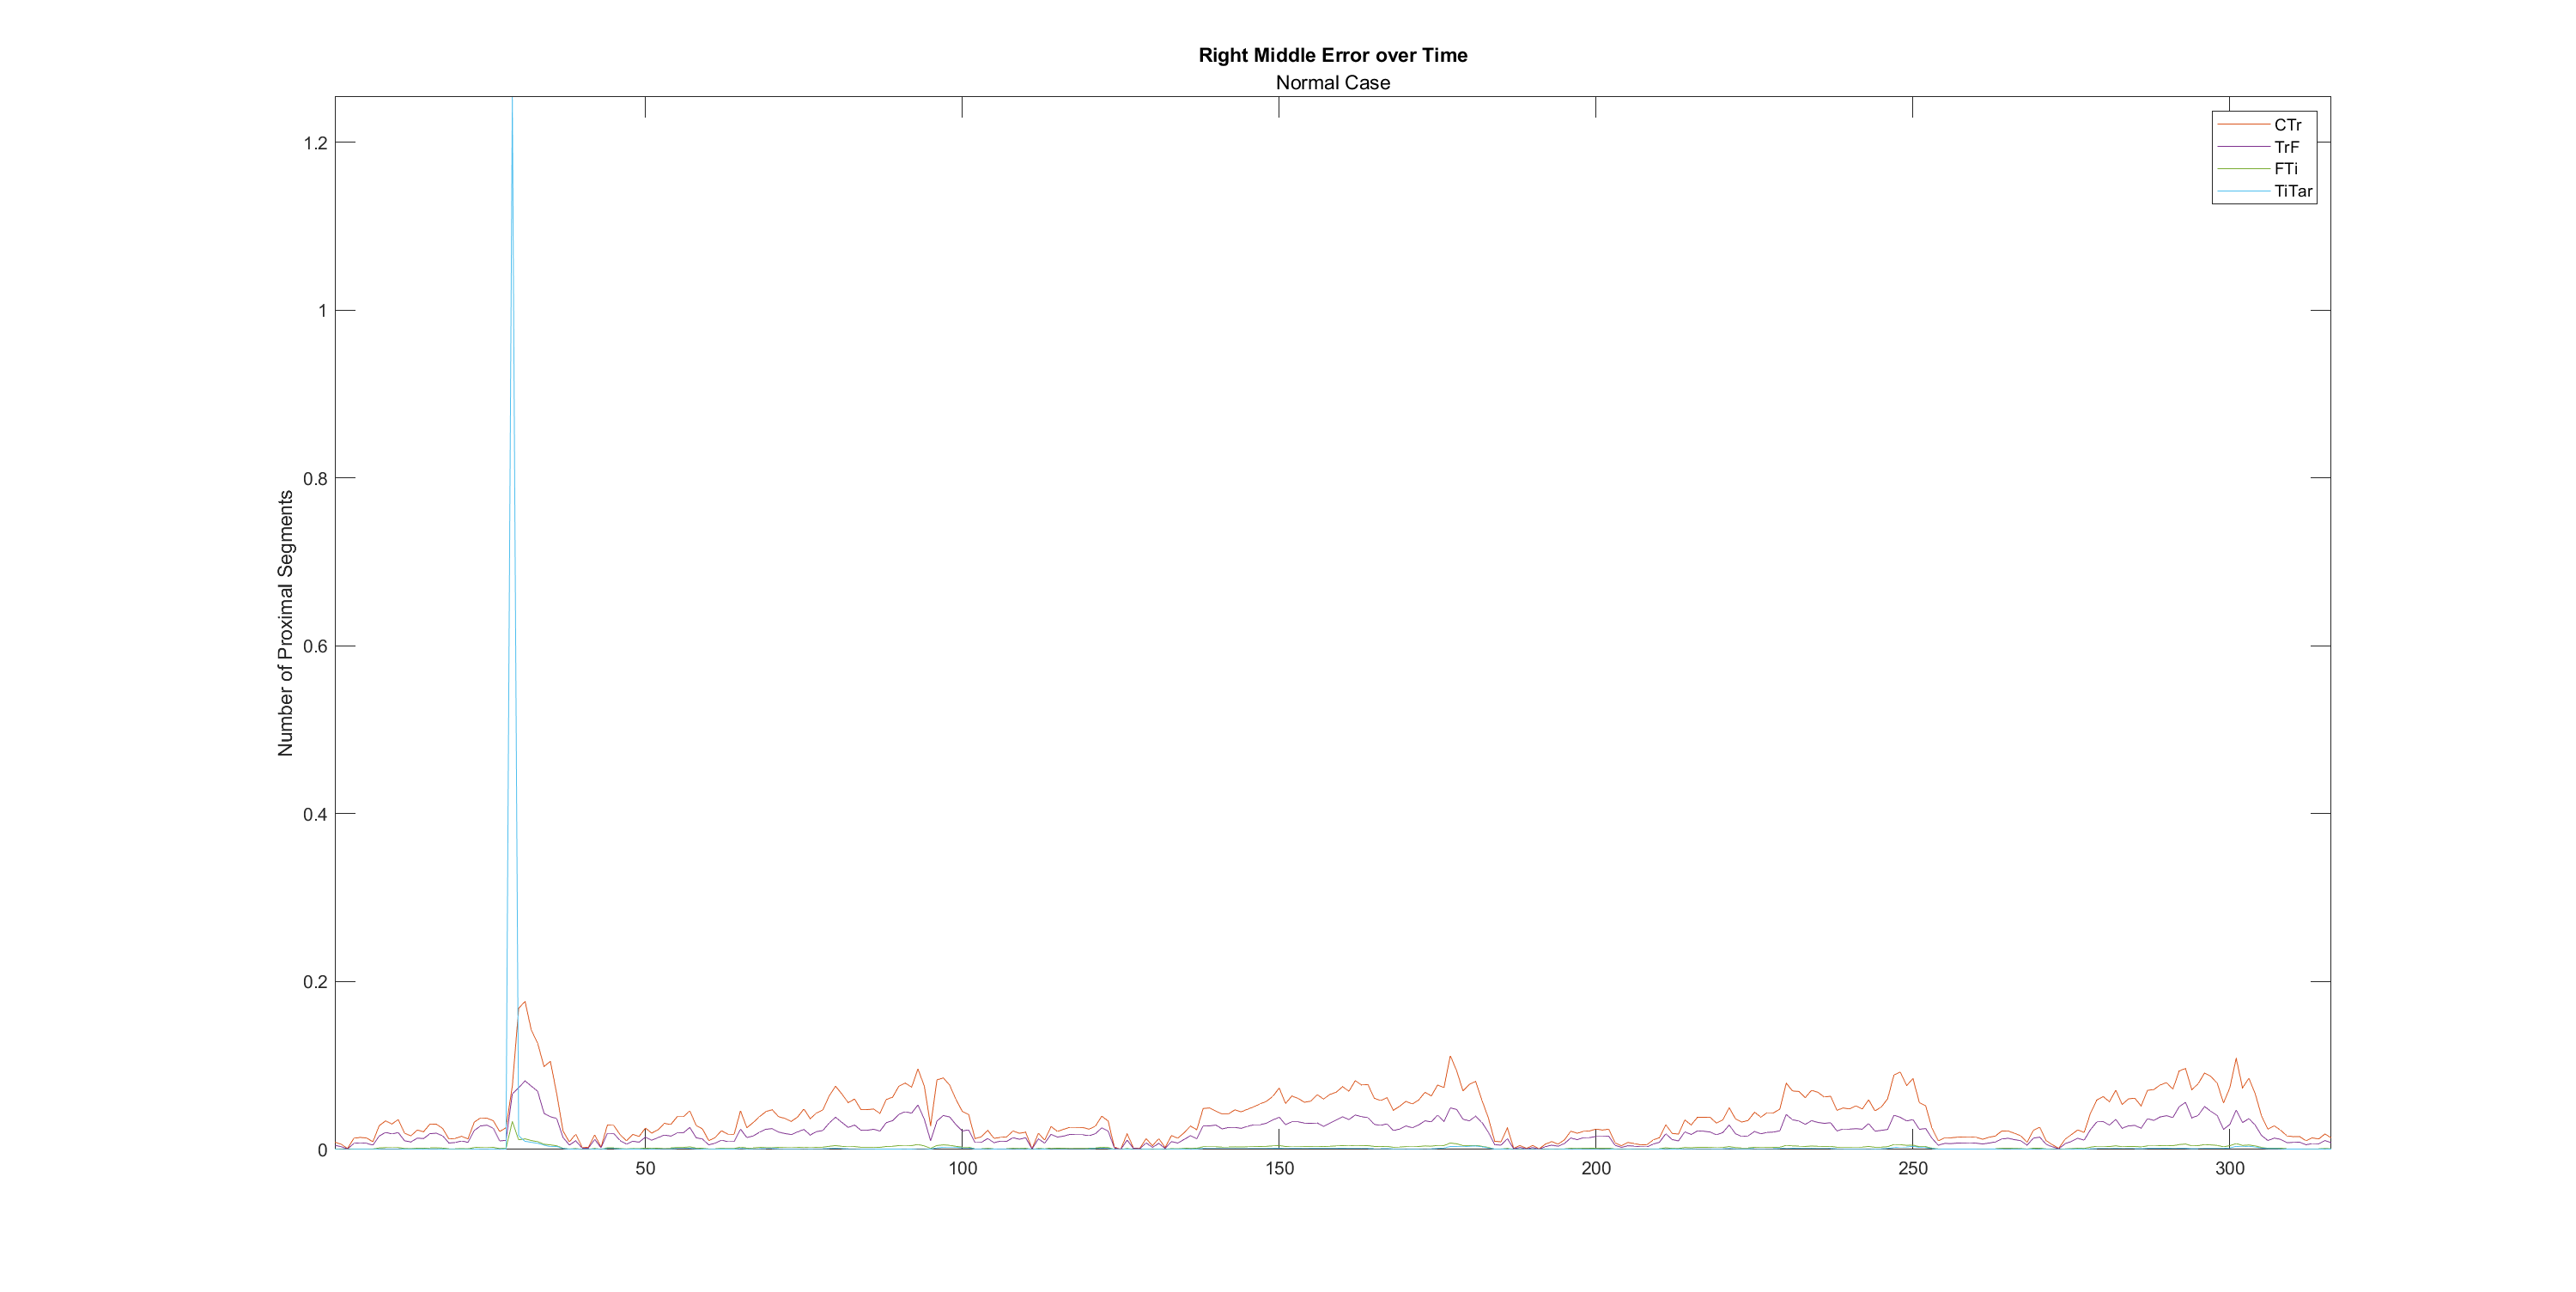 Right Middle Error over Time
Normal Case
CTr
TrF
FTi
TiTar
Number of Proximal Segments
1.2
1
0.8
0.6
0.4
0.2
0
50
100
150
200
250
300